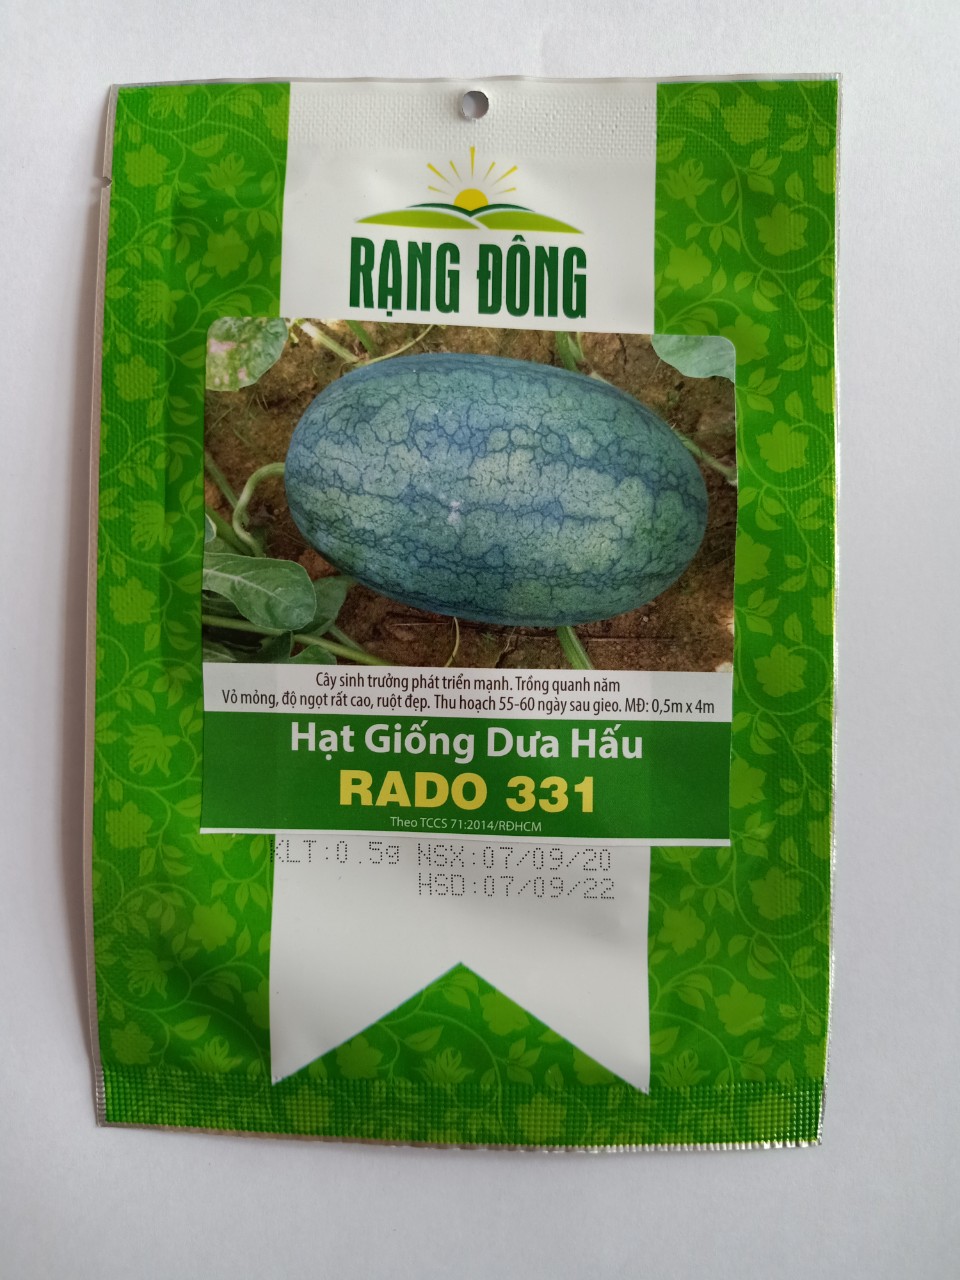 RẠNG ĐÔNG
Cây sinh trưởng phát triển mạnh. Trồng quanh năm
Vỏ mỏng, độ ngọt rất cao, ruột đẹp. Thu hoạch 55-60 ngày sau gieo. MĐ: 0,5m x 4m
Hạt Giống Dưa Hấu
RADO 331
Theo TCCS 71:2014/RĐHCM
KLT:0.5g NSX:07/09/20
HSD:07/09/22